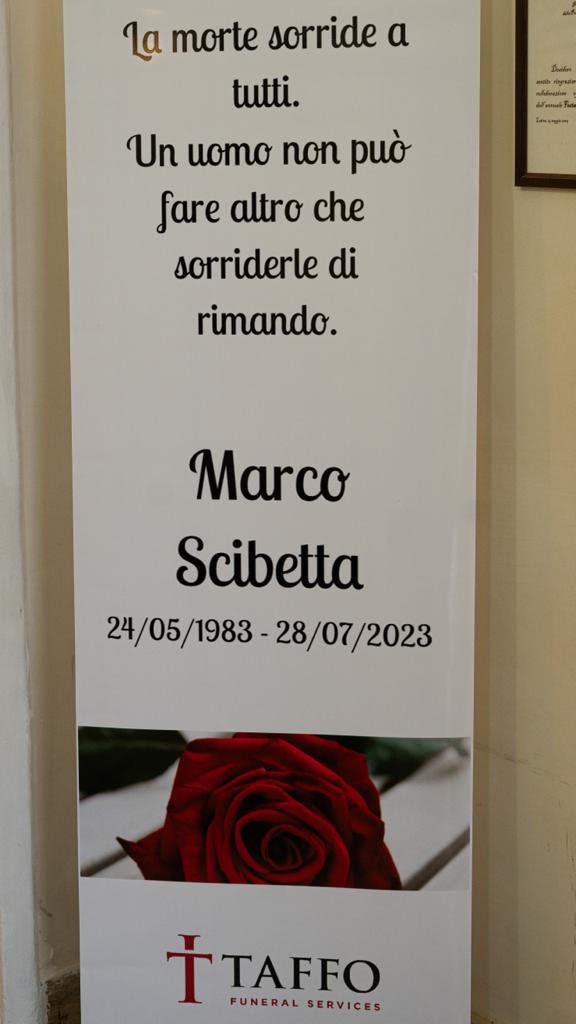 La morte sorride a
tutti.
Un uomo non può
fare altro che
sorriderle di
rimando.
Marco
Scibetta
24/05/1983 - 28/07/2023
TAFFO
FUNERAL SERVICES